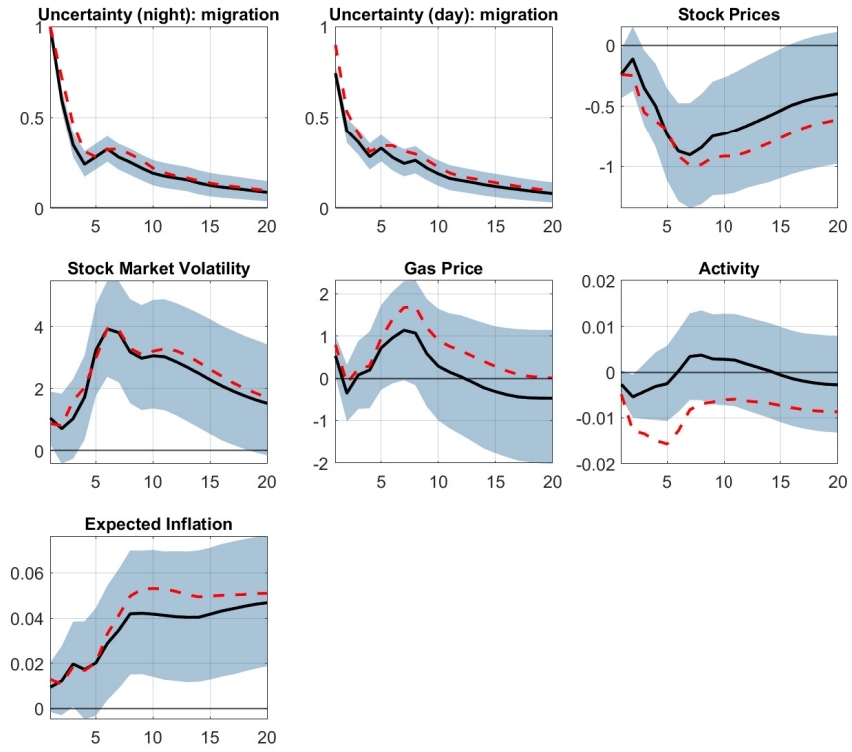 Uncertainty (night): migration
1
0.5
0
5 10 15 20
Uncertainty (day): migration
1
0.5
0
5 10 15 20
Stock Prices
0
-0.5
-1
5 10 15 20
Stock Market Volatility
4
2
0
5 10 15 20
Gas Price
2
1
0
-1
-2
5 10 15 20
Activity
0.02
0.01
0
-0.01
-0.02
5 10 15 20
Expected Inflation
0.06
0.04
0.02
0
5 10 15 20